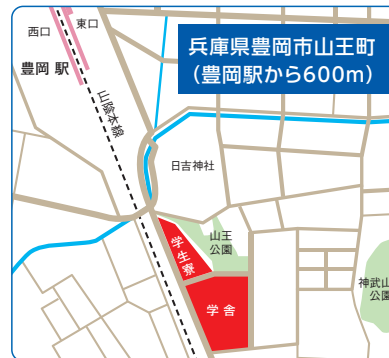 西口
東口
豊岡 駅
兵庫県豊岡市山王町
（豊岡駅から600m）
山陰本線
日吉神社
山王
公園
学生寮
学 舎
神武山
公園